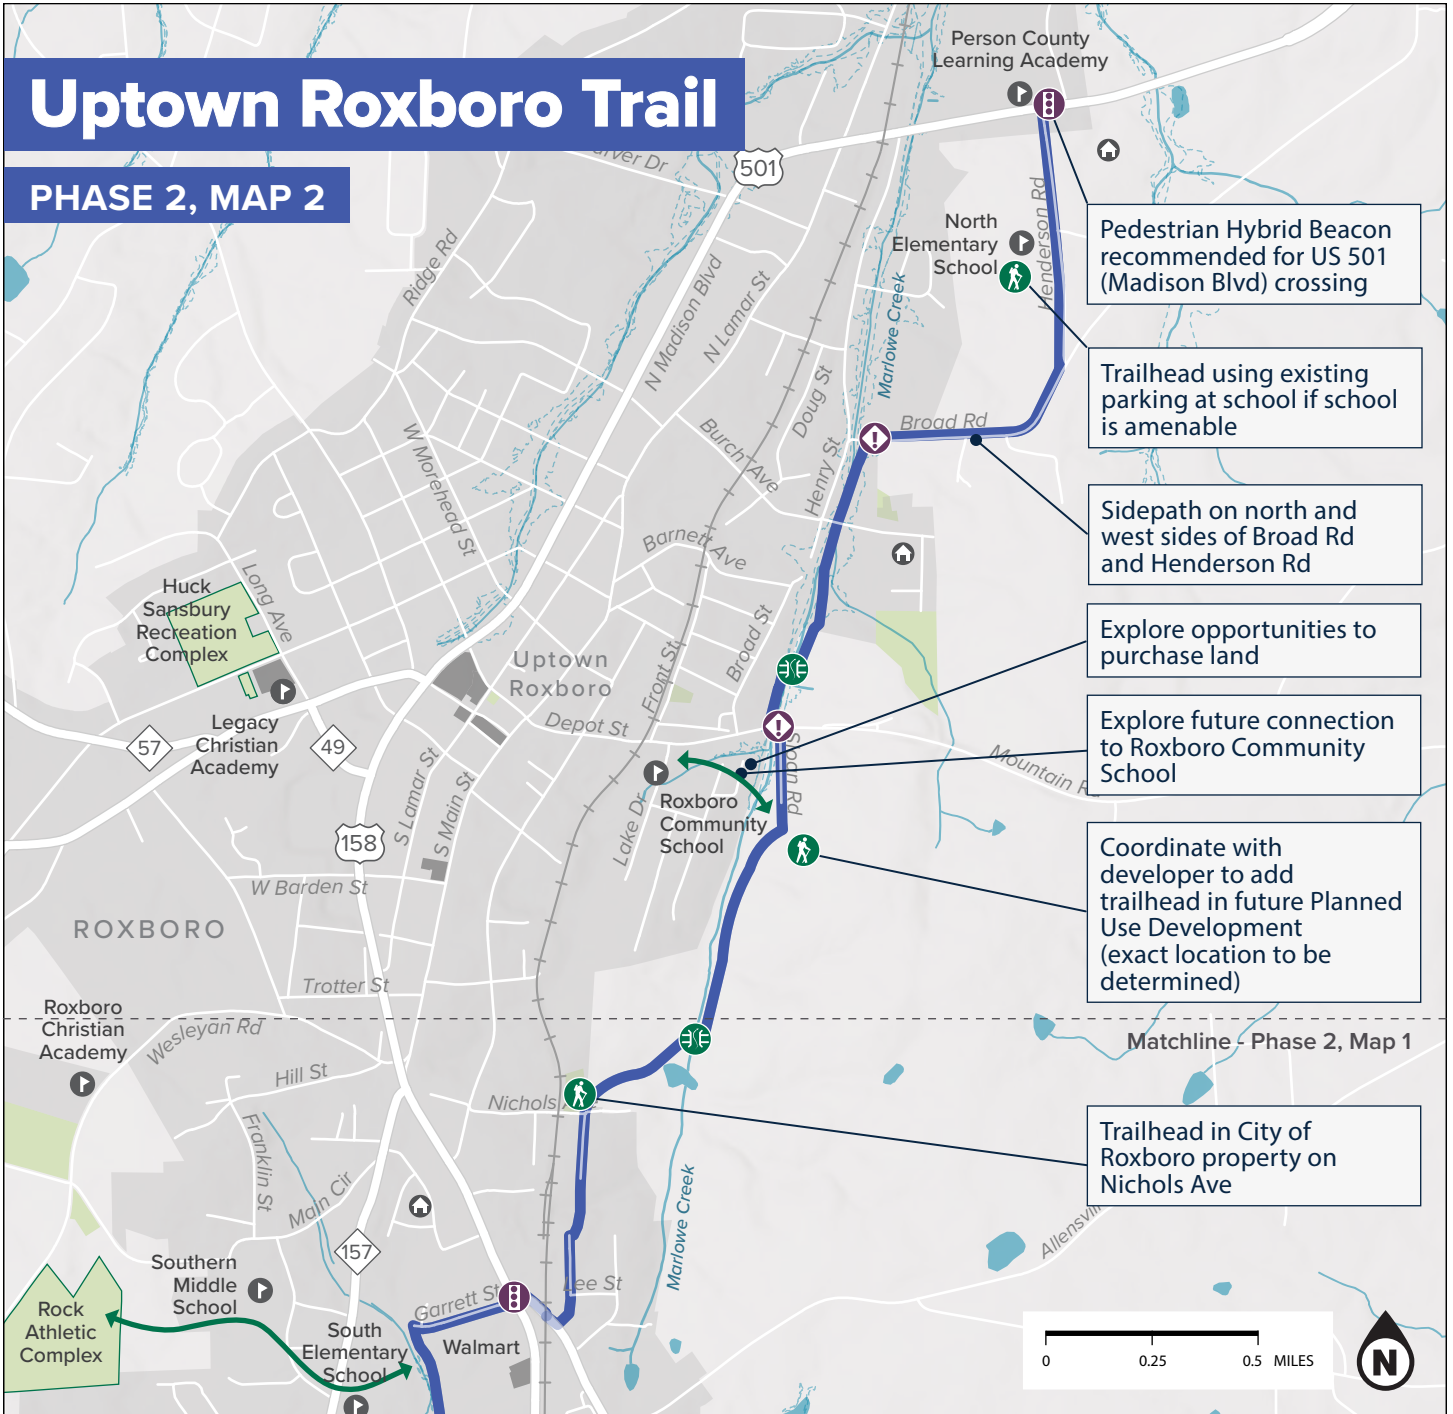 Uptown Roxboro Trail
PHASE 2, MAP 2
Person County
Learning Academy
501
Ridge Rd
N Madison Blvd
N Lamar St
Doug St
Marlowe Creek
Henderson Rd
North
Elementary
School
Pedestrian Hybrid Beacon
recommended for US 501
(Madison Blvd) crossing
Trailhead using existing
parking at school if school
is amenable
Broad Rd
W Morehead St
Burch Ave
Henry St
Barnett Ave
Sidepath on north and
west sides of Broad Rd
and Henderson Rd
Huck
Sansbury
Recreation
Complex
Long Ave
Uptown
Roxboro
Front St
Broad St
Explore opportunities to
purchase land
Legacy
Christian
Academy
57
49
Depot St
Explore future connection
to Roxboro Community
School
Mountain Rd
S Lamar St
S Main St
158
Lake Dr
Roxboro
Community
School
W Barden St
Coordinate with
developer to add
trailhead in future Planned
Use Development
(exact location to be
determined)
ROXBORO
Trotter St
Roxboro
Christian
Academy
Wesleyan Rd
Matchline - Phase 2, Map 1
Hill St
Nichols
Franklin St
Main Cir
Trailhead in City of
Roxboro property on
Nichols Ave
Marlowe Creek
157
Southern
Middle
School
Lee St
Garrett St
Rock
Athletic
Complex
South
Elementary
School
Walmart
0 0.25 0.5 MILES
N